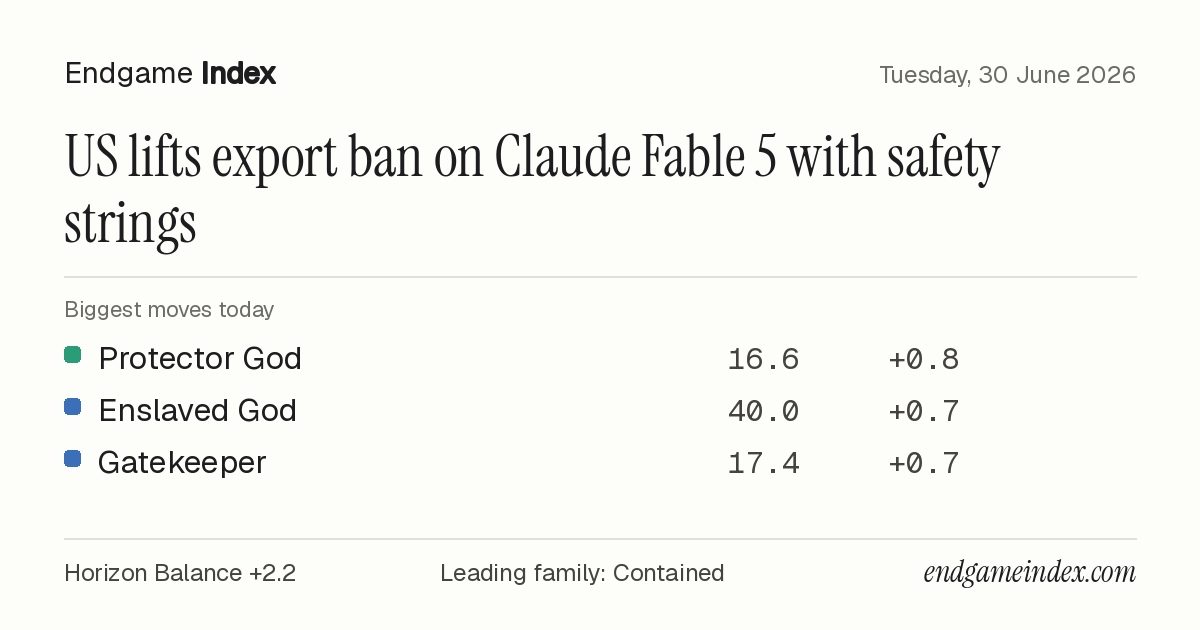 Endgame Index
Tuesday, 30 June 2026
US lifts export ban on Claude Fable 5 with safety
strings
Biggest moves today
Protector God 16.6 +0.8
Enslaved God 40.0 +0.7
Gatekeeper 17.4 +0.7
Horizon Balance +2.2
Leading family: Contained
endgameindex.com